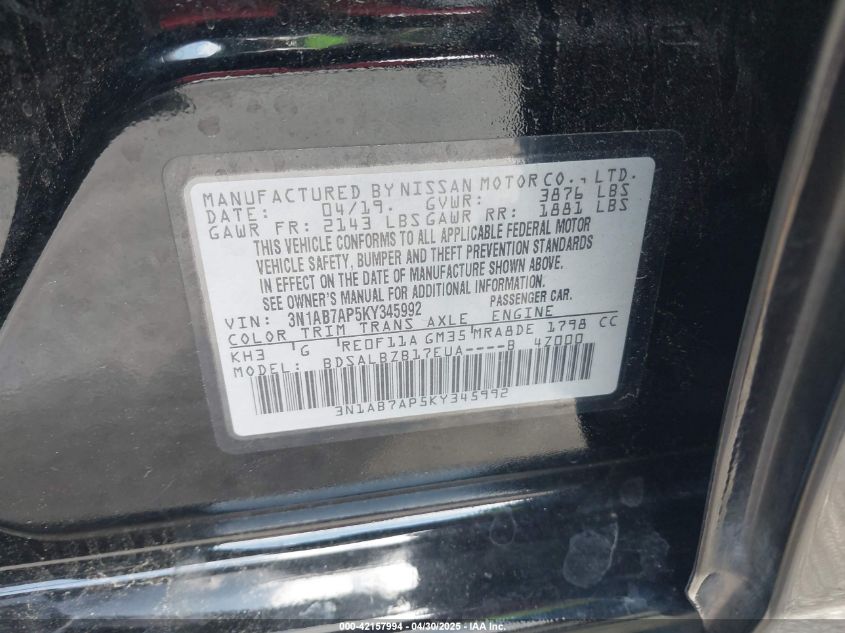 MANUFACTURED BY NISSAN MOTOR CO., LTD.
DATE: 04/19. GVWR: 3876 LBS
GAWR FR: 2143 LBS GAWR RR: 1881 LBS
THIS VEHICLE CONFORMS TO ALL APPLICABLE FEDERAL MOTOR
VEHICLE SAFETY, BUMPER AND THEFT PREVENTION STANDARDS
IN EFFECT ON THE DATE OF MANUFACTURE SHOWN ABOVE.
SEE OWNER'S MANUAL FOR ADDITIONAL INFORMATION.
VIN: 3N1AB7AP5KY345992 PASSENGER CAR.
COLOR TRIM TRANS AXLE ENGINE
KH3 G RE0F11A GM35 MRA8DE 1798 CC
MODEL: BDSALBZB17EUA----B 47000
3N1AB7AP5KY345992
000-42157994 - 04/30/2025 - IAA Inc.